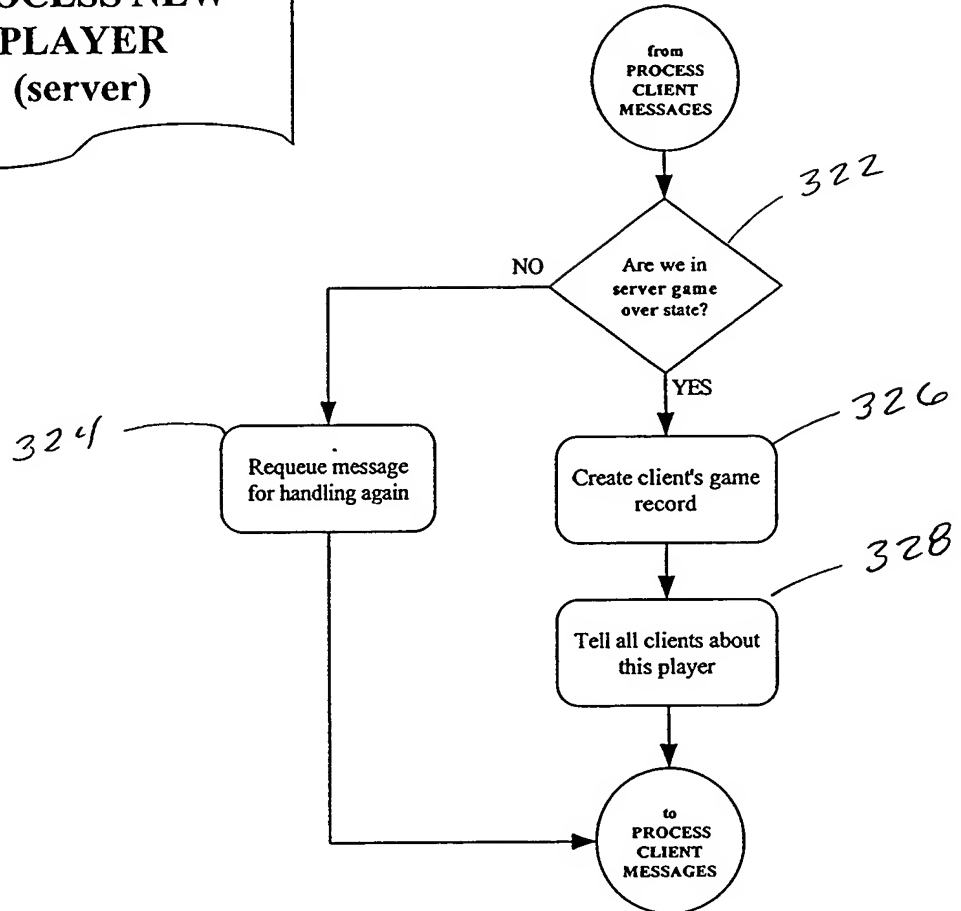 PLAYER
(server)
from
PROCESS
CLIENT
MESSAGES
322
Are we in
server game
over state?
NO
YES
324
Requeue message
for handling again
326
Create client's game
record
328
Tell all clients about
this player
to
PROCESS
CLIENT
MESSAGES